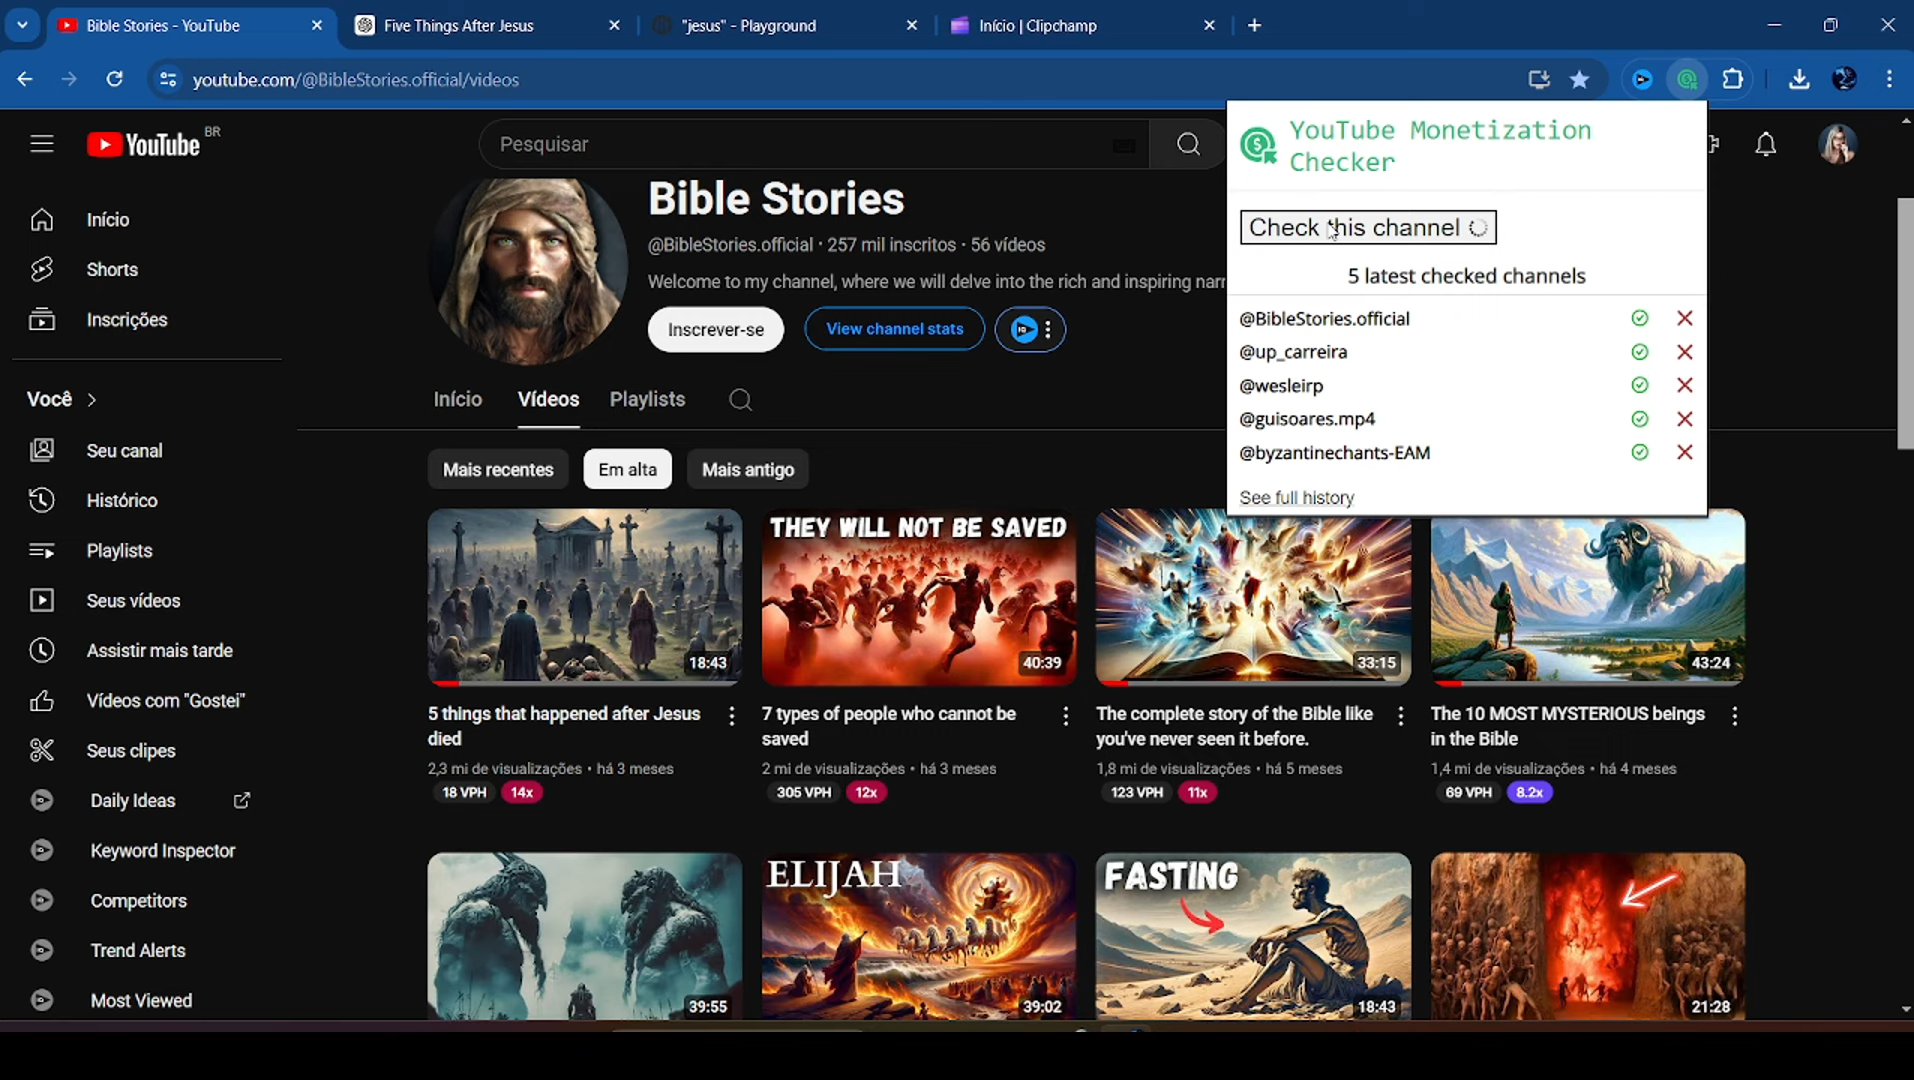 Bible Stories - YouTube
Five Things After Jesus
"jesus" - Playground
Início | Clipchamp
youtube.com/@BibleStories.official/videos
YouTube BR
Pesquisar
YouTube Monetization
Checker
Check this channel
5 latest checked channels
@BibleStories.official
@up_carreira
@wesleirp
@guisoares.mp4
@byzantinechants-EAM
See full history
Início
Shorts
Inscrições
Você
Seu canal
Histórico
Playlists
Seus vídeos
Assistir mais tarde
Vídeos com "Gostei"
Seus clipes
Daily Ideas
Keyword Inspector
Competitors
Trend Alerts
Most Viewed
Bible Stories
@BibleStories.official · 257 mil inscritos · 56 vídeos
Welcome to my channel, where we will delve into the rich and inspiring narr
Inscrever-se
View channel stats
IQ
Início Vídeos Playlists
Mais recentes Em alta Mais antigo
18:43
THEY WILL NOT BE SAVED
40:39
33:15
43:24
5 things that happened after Jesus
died
2,3 mi de visualizações • há 3 meses
18 VPH 14x
7 types of people who cannot be
saved
2 mi de visualizações • há 3 meses
305 VPH 12x
The complete story of the Bible like
you've never seen it before.
1,8 mi de visualizações • há 5 meses
123 VPH 11x
The 10 MOST MYSTERIOUS beings
in the Bible
1,4 mi de visualizações • há 4 meses
69 VPH 8.2x
39:55
ELIJAH
39:02
FASTING
18:43
21:28